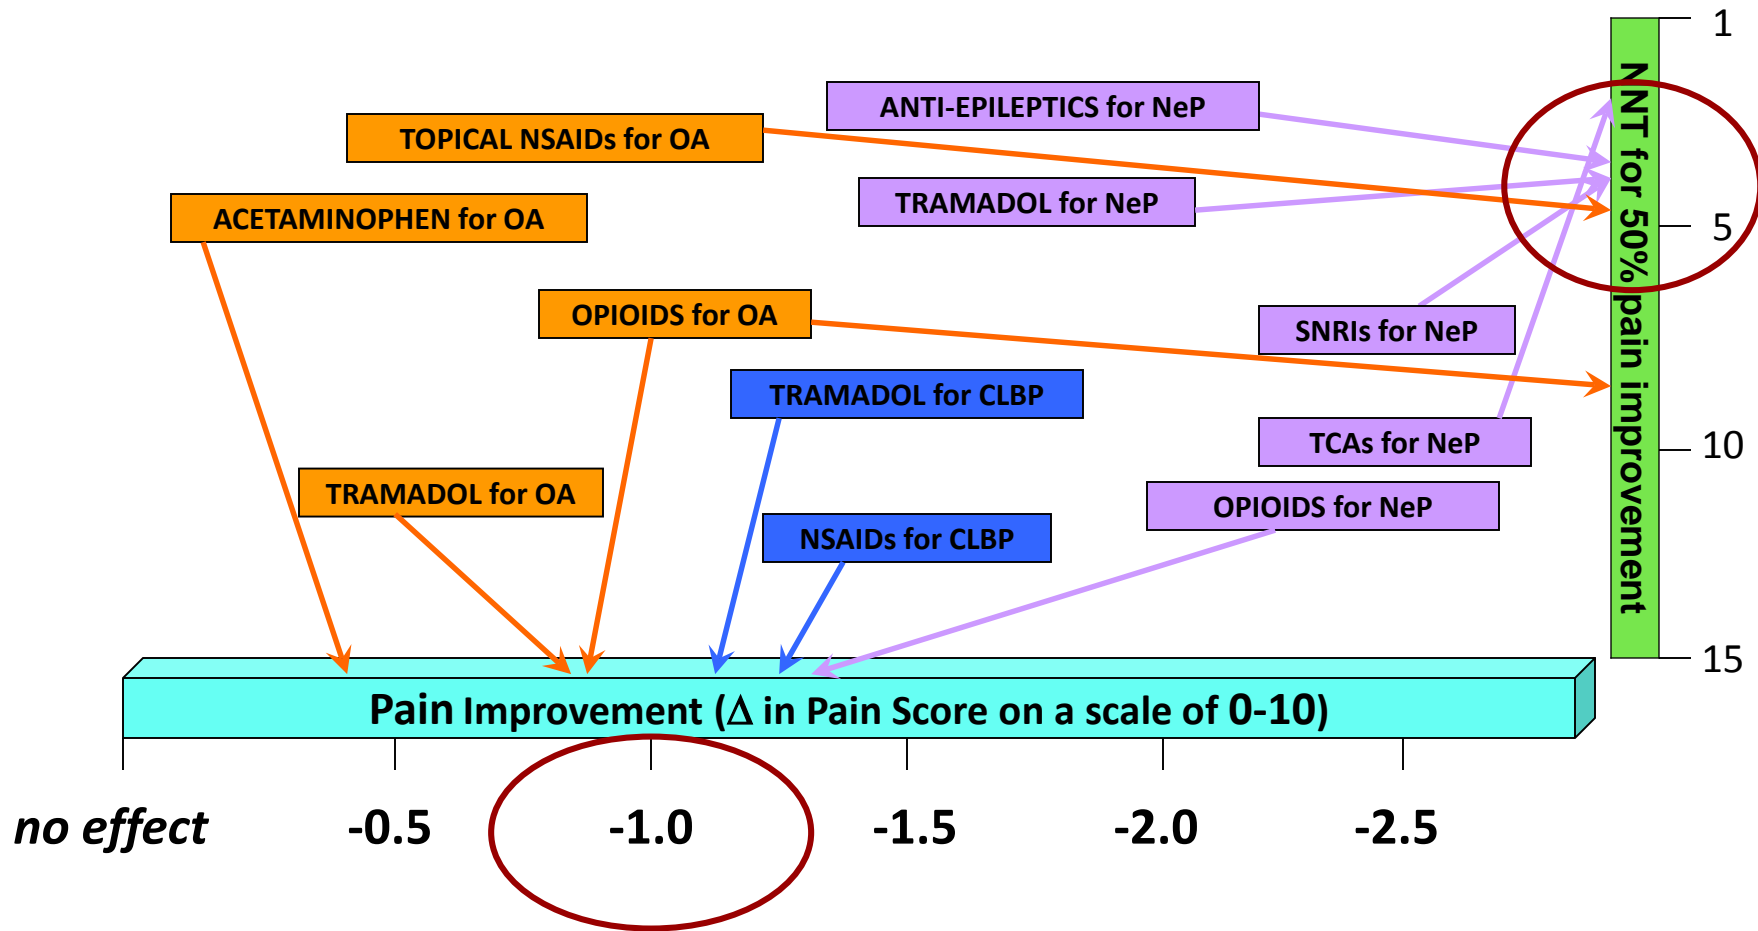 1
ANTI-EPILEPTICS for NeP
TOPICAL NSAIDs for OA
TRAMADOL for NeP
ACETAMINOPHEN for OA
5
OPIOIDS for OA
SNRIs for NeP
TRAMADOL for CLBP
TCAs for NeP
10
TRAMADOL for OA
OPIOIDS for NeP
NSAIDs for CLBP
NNT for 50% pain improvement
15
Pain Improvement (Δ in Pain Score on a scale of 0-10)
no effect
-0.5
-1.0
-1.5
-2.0
-2.5